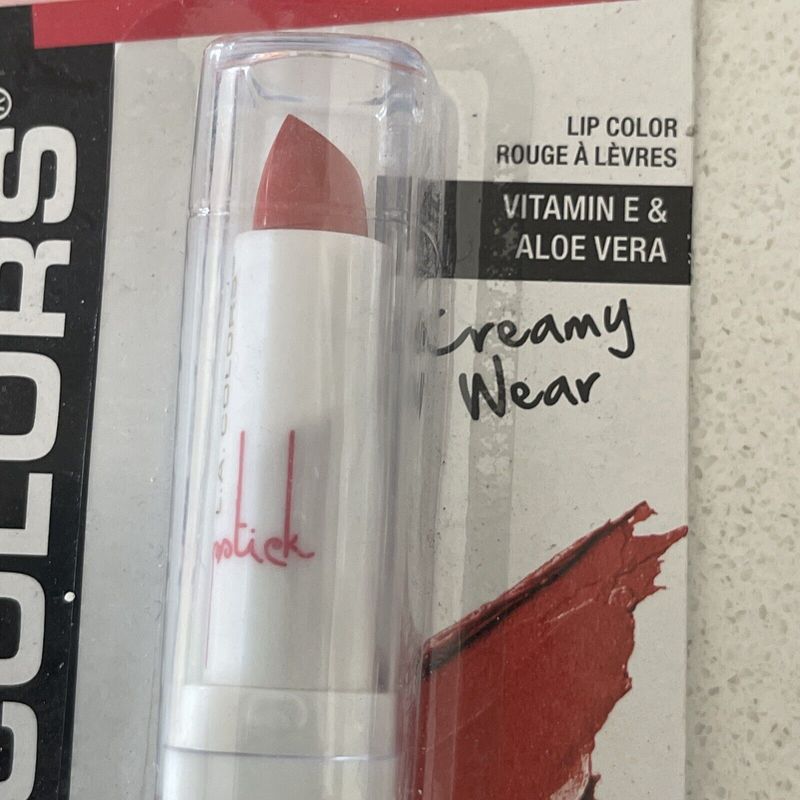 COLORS®
LIP COLOR
ROUGE À LÈVRES
VITAMIN E &
ALOE VERA
Creamy
Wear
L.A. COLORS
stick